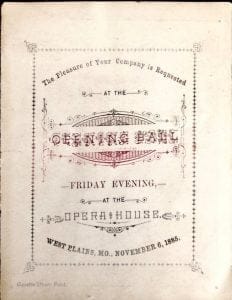 The Pleasure of Your Company is Requested
AT THE
OPENING BALL
FRIDAY EVENING,
AT THE
OPERA HOUSE.
WEST PLAINS, MO., NOVEMBER 6, 1885.